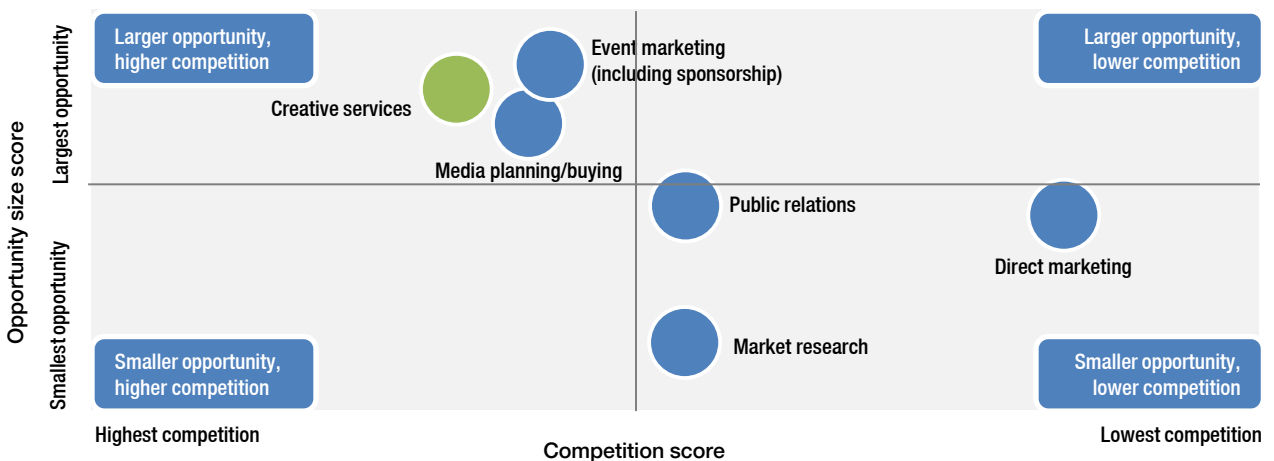 Larger opportunity,
higher competition
Larger opportunity,
lower competition
Event marketing
(including sponsorship)
Creative services
Media planning/buying
Public relations
Direct marketing
Market research
Smaller opportunity,
higher competition
Smaller opportunity,
lower competition
Opportunity size score
Largest opportunity
Smallest opportunity
Highest competition
Competition score
Lowest competition